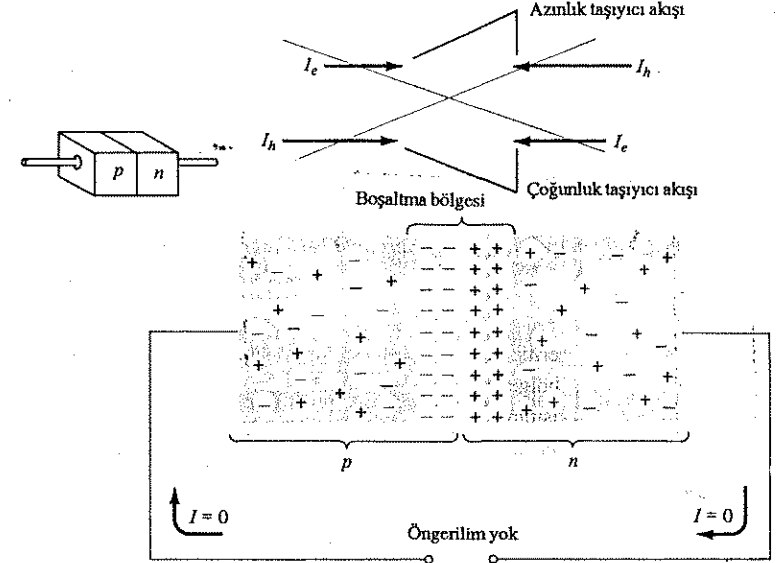 Azınlık taşıyıcı akışı
I_e I_h
I_h I_e
p n
Çoğunluk taşıyıcı akışı
Boşaltma bölgesi
p n
I = 0 I = 0
Öngerilim yok